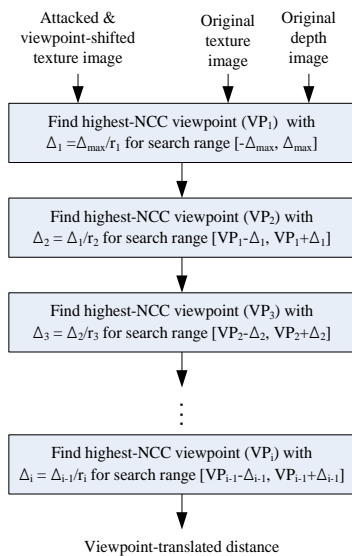 Attacked &
viewpoint-shifted
texture image
Original
texture
image
Original
depth
image
Find highest-NCC viewpoint (VP₁) with
Δ₁ =Δmax/r₁ for search range [-Δmax, Δmax]
Find highest-NCC viewpoint (VP₂) with
Δ₂ = Δ₁/r₂ for search range [VP₁-Δ₁, VP₁+Δ₁]
Find highest-NCC viewpoint (VP₃) with
Δ₃ = Δ₂/r₃ for search range [VP₂-Δ₂, VP₂+Δ₂]
⋮
Find highest-NCC viewpoint (VPᵢ) with
Δᵢ = Δᵢ₋₁/rᵢ for search range [VPᵢ₋₁-Δᵢ₋₁, VPᵢ₋₁+Δᵢ₋₁]
Viewpoint-translated distance